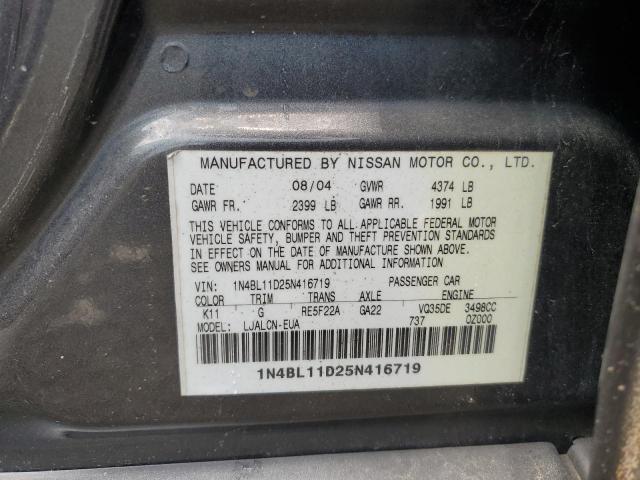 MANUFACTURED BY NISSAN MOTOR CO., LTD.
DATE 08/04 GVWR 4374 LB
GAWR FR. 2399 LB GAWR RR. 1991 LB
THIS VEHICLE CONFORMS TO ALL APPLICABLE FEDERAL MOTOR
VEHICLE SAFETY, BUMPER AND THEFT PREVENTION STANDARDS
IN EFFECT ON THE DATE OF MANUFACTURE SHOWN ABOVE.
SEE OWNERS MANUAL FOR ADDITIONAL INFORMATION
VIN: 1N4BL11D25N416719 PASSENGER CAR
COLOR TRIM TRANS AXLE ENGINE
K11 G RE5F22A GA22 VQ35DE 3498CC
MODEL: LJALON-EUA 737 0Z000
1N4BL11D25N416719